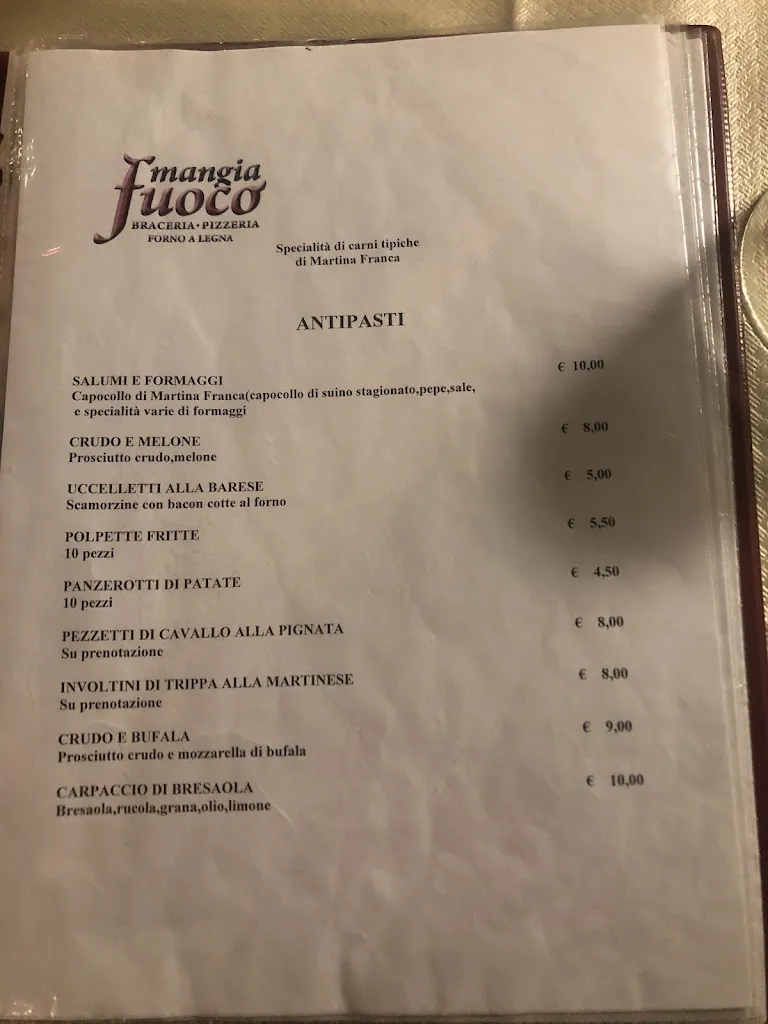 mangia
fuoco
BRACERIA•PIZZERIA
FORNO A LEGNA
Specialità di carni tipiche
di Martina Franca
ANTIPASTI
SALUMI E FORMAGGI € 10,00
Capocollo di Martina Franca(capocollo di suino stagionato,pepe,sale,
e specialità varie di formaggi
CRUDO E MELONE € 8,00
Prosciutto crudo,melone
UCCELLETTI ALLA BARESE € 5,00
Scamorzine con bacon cotte al forno
POLPETTE FRITTE € 5,50
10 pezzi
PANZEROTTI DI PATATE € 4,50
10 pezzi
PEZZETTI DI CAVALLO ALLA PIGNATA € 8,00
Su prenotazione
INVOLTINI DI TRIPPA ALLA MARTINESE € 8,00
Su prenotazione
CRUDO E BUFALA € 9,00
Prosciutto crudo e mozzarella di bufala
CARPACCIO DI BRESAOLA € 10,00
Bresaola,rucola,grana,olio,limone